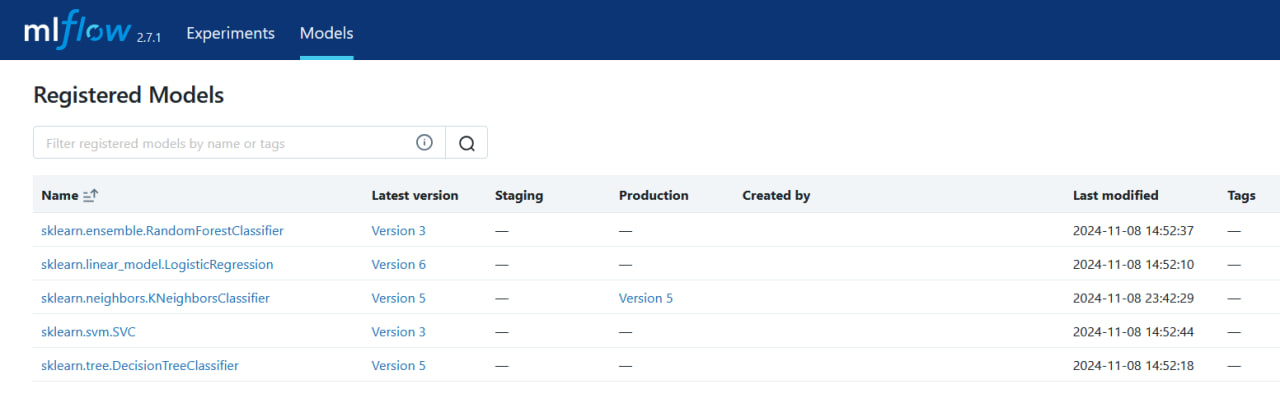 mlflow 2.7.1 Experiments Models
Registered Models
Filter registered models by name or tags
Name Latest version Staging Production Created by Last modified Tags
sklearn.ensemble.RandomForestClassifier Version 3 — — 2024-11-08 14:52:37 —
sklearn.linear_model.LogisticRegression Version 6 — — 2024-11-08 14:52:10 —
sklearn.neighbors.KNeighborsClassifier Version 5 — Version 5 2024-11-08 23:42:29 —
sklearn.svm.SVC Version 3 — — 2024-11-08 14:52:44 —
sklearn.tree.DecisionTreeClassifier Version 5 — — 2024-11-08 14:52:18 —